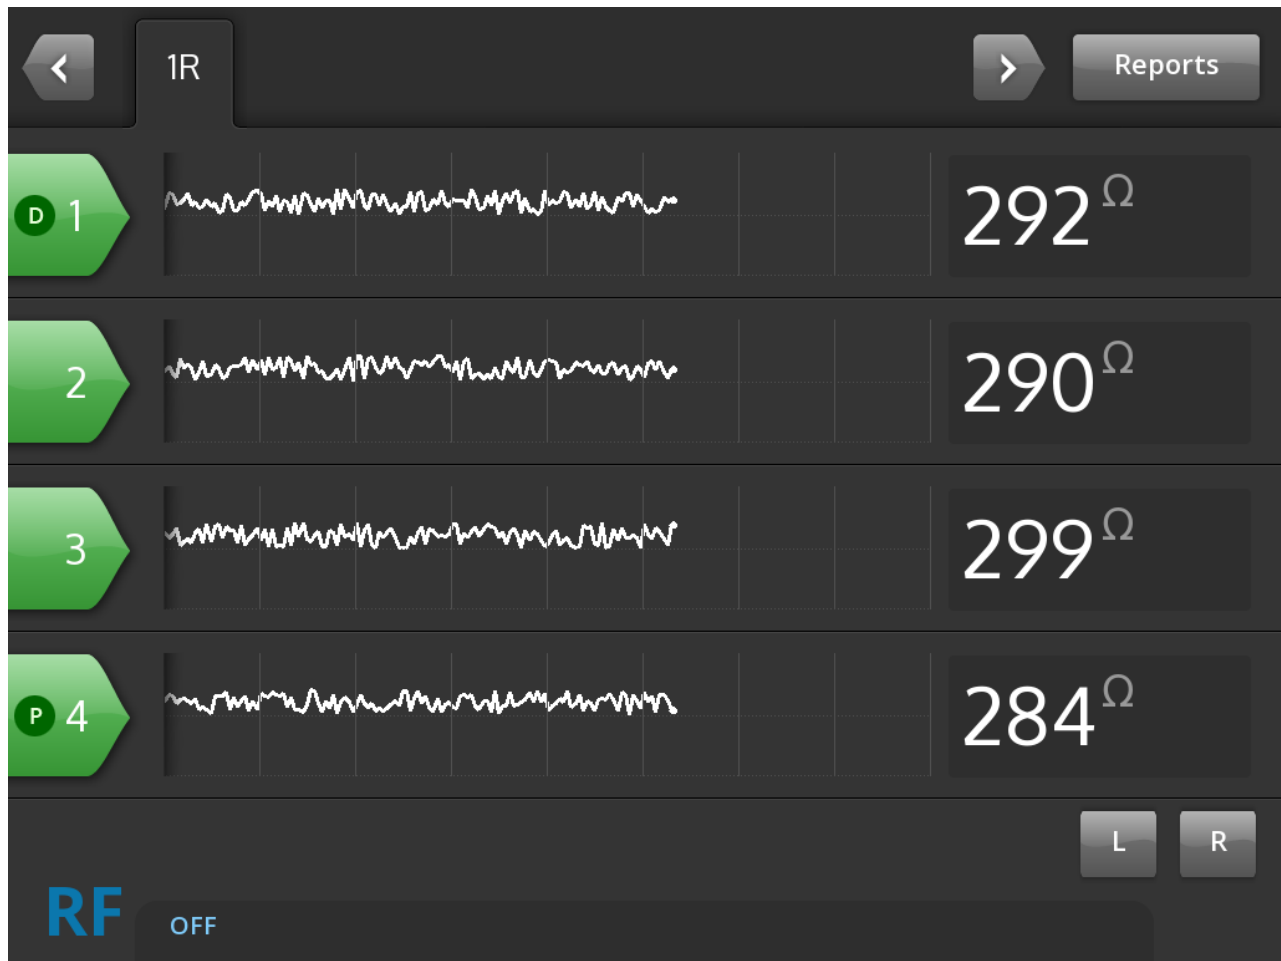 1R
Reports
D 1
292 Ω
2
290 Ω
3
299 Ω
P 4
284 Ω
L R
RF OFF